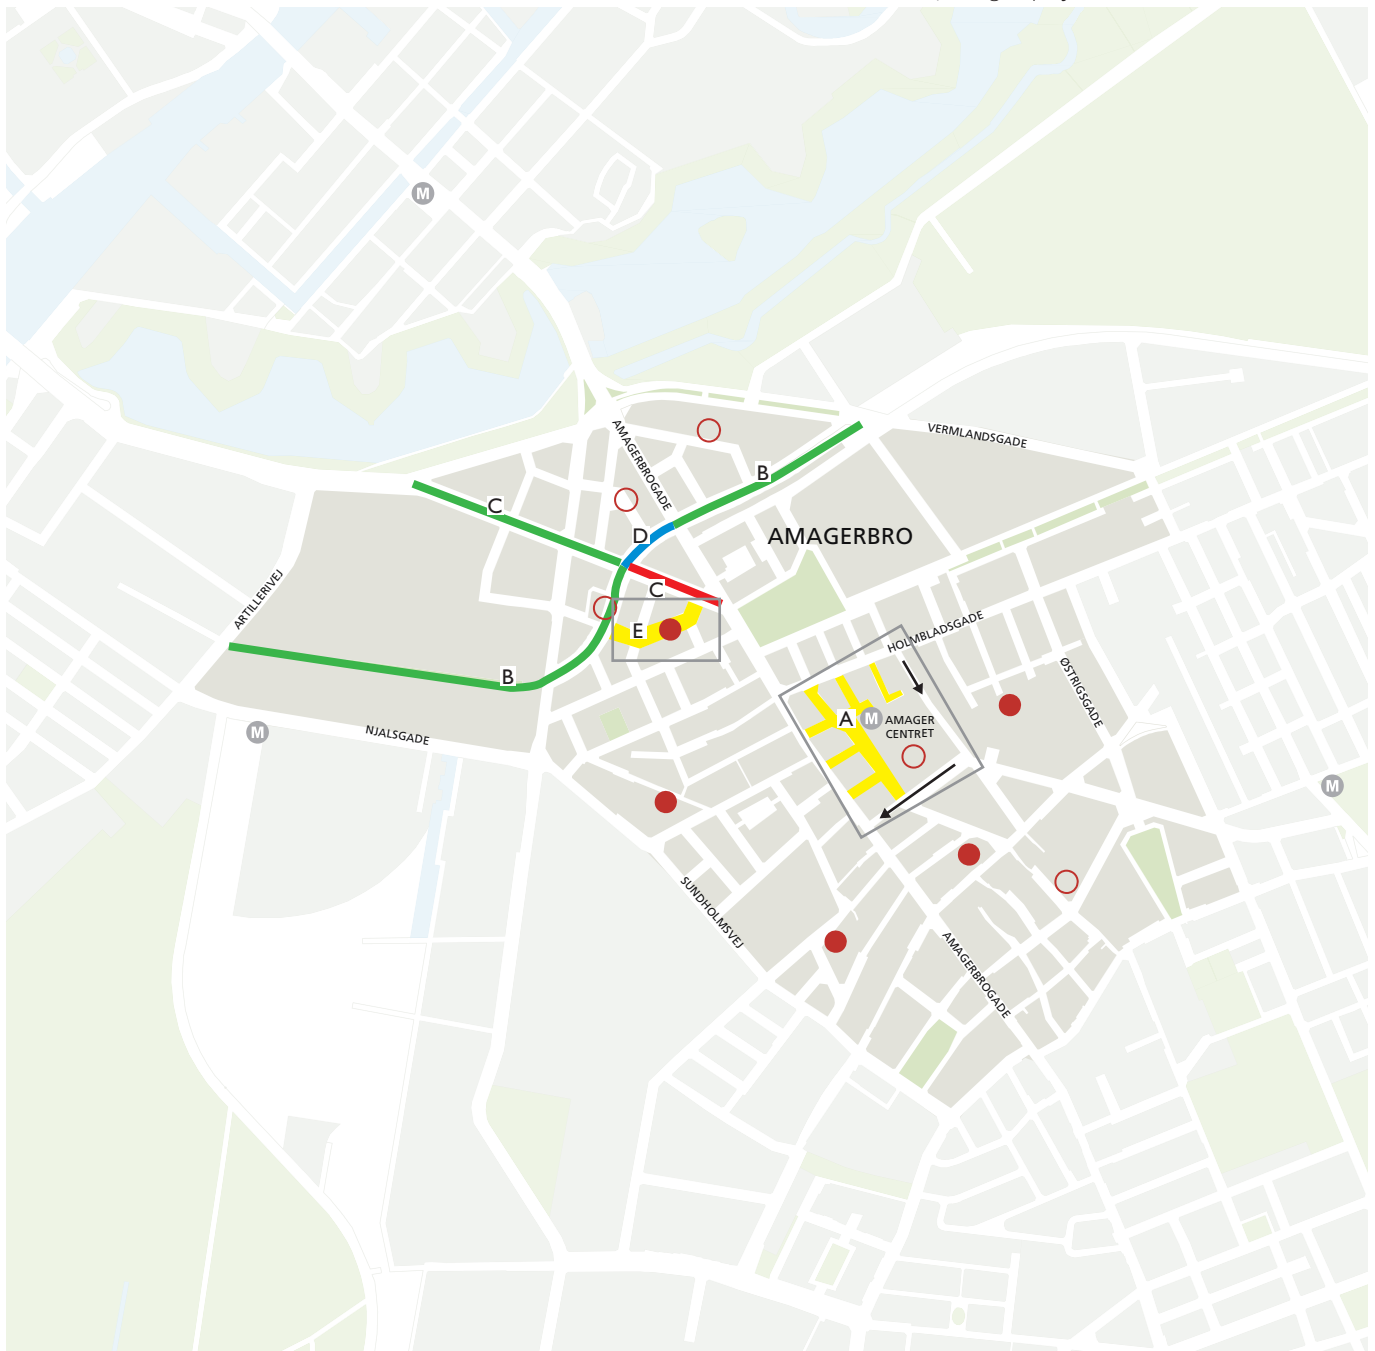 M
AMAGERBROGADE
VERMLANDSGADE
B
C
D
AMAGERBRO
ARTILLERIVEJ
C
E
HOLMBLADSGADE
ØSTRIGSGADE
B
A
M
AMAGER
CENTRET
M
NJALSGADE
M
SUNDHOLMSVEJ
AMAGERBROGADE